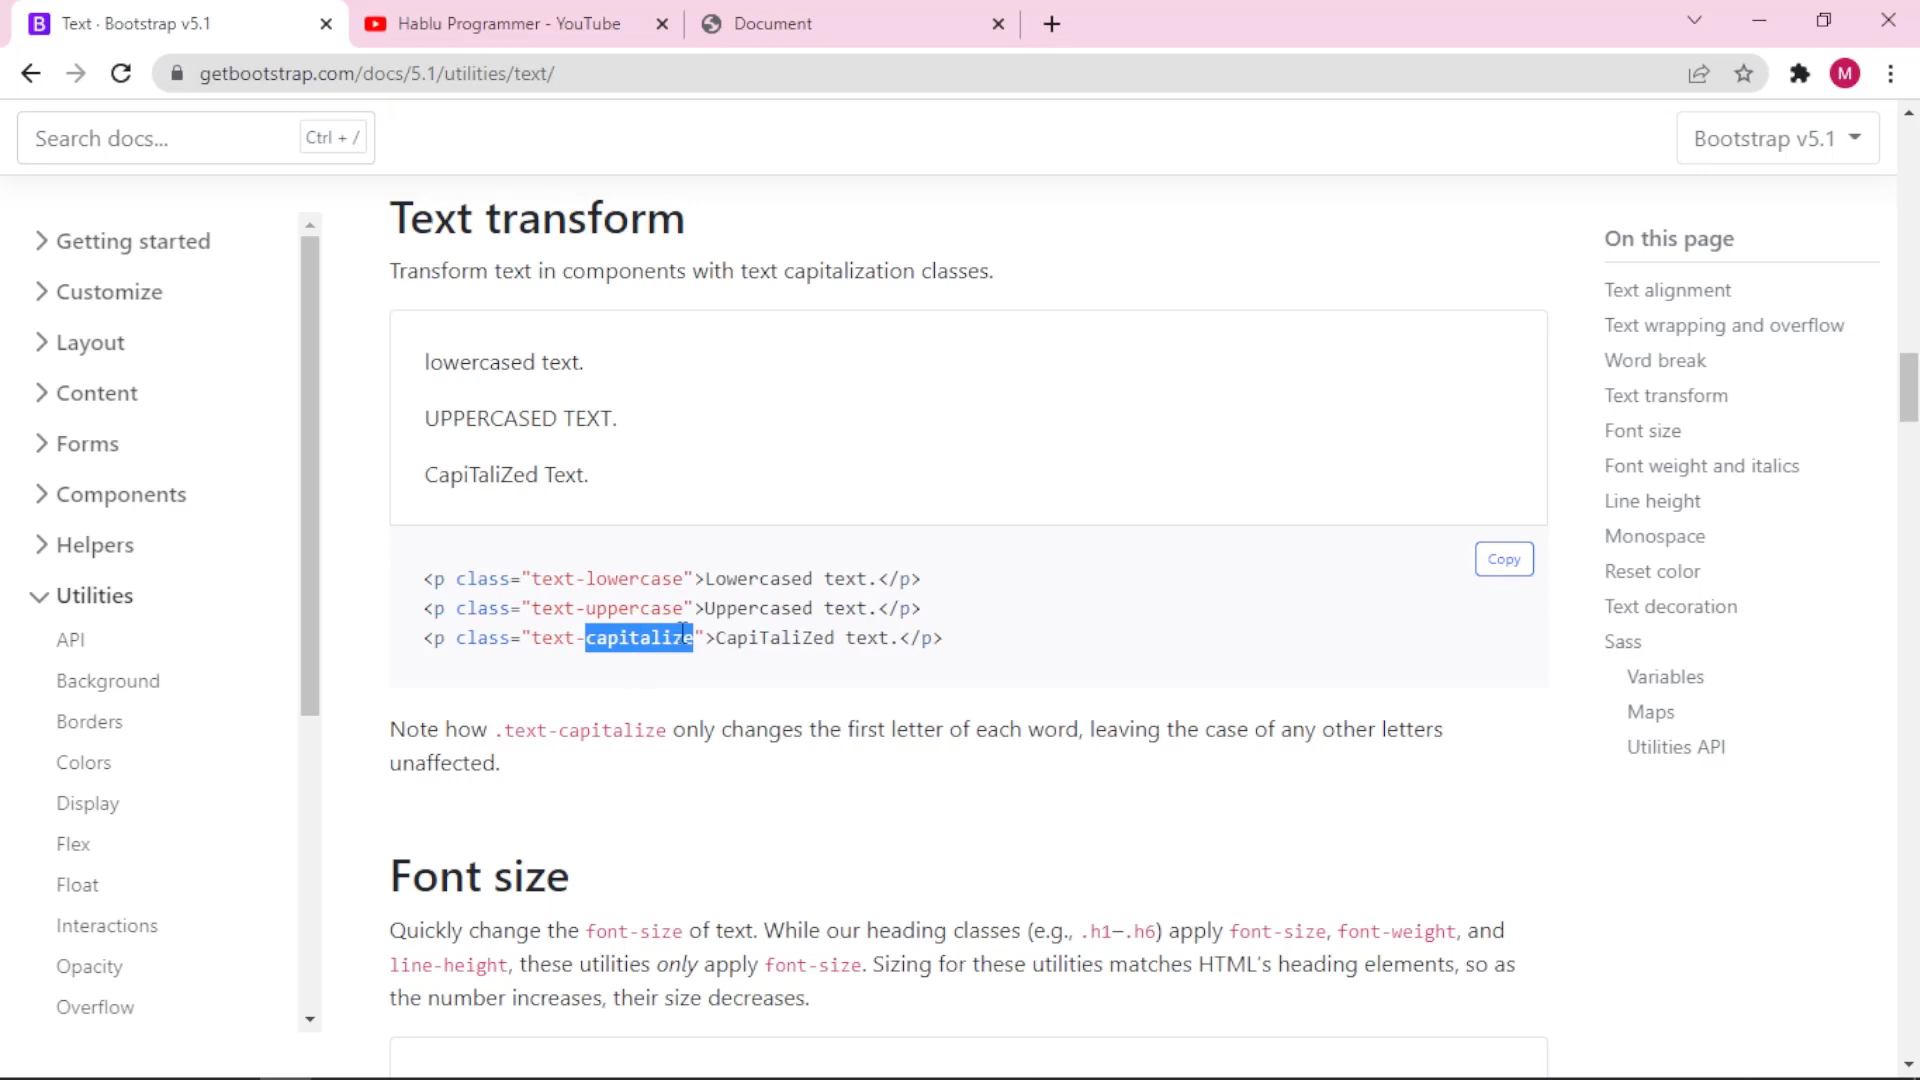 Text · Bootstrap v5.1
Hablu Programmer - YouTube
Document
getbootstrap.com/docs/5.1/utilities/text/
M
Search docs...
Ctrl + /
Bootstrap v5.1
Getting started
Customize
Layout
Content
Forms
Components
Helpers
Utilities
API
Background
Borders
Colors
Display
Flex
Float
Interactions
Opacity
Overflow
Text transform
Transform text in components with text capitalization classes.
lowercased text.
UPPERCASED TEXT.
CapiTaliZed Text.
Copy
<p class="text-lowercase">Lowercased text.</p>
<p class="text-uppercase">Uppercased text.</p>
<p class="text-capitalize">CapiTaliZed text.</p>
Note how .text-capitalize only changes the first letter of each word, leaving the case of any other letters
unaffected.
Font size
Quickly change the font-size of text. While our heading classes (e.g., .h1–.h6) apply font-size, font-weight, and
line-height, these utilities only apply font-size. Sizing for these utilities matches HTML's heading elements, so as
the number increases, their size decreases.
On this page
Text alignment
Text wrapping and overflow
Word break
Text transform
Font size
Font weight and italics
Line height
Monospace
Reset color
Text decoration
Sass
Variables
Maps
Utilities API